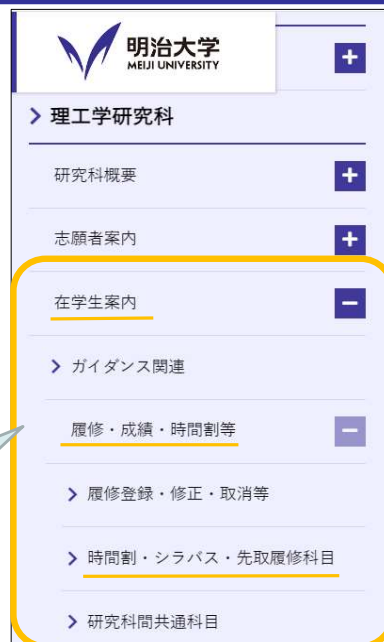 明治大学
MEIJI UNIVERSITY
理工学研究科
研究科概要
志願者案内
在学生案内
ガイダンス関連
履修・成績・時間割等
履修登録・修正・取消等
時間割・シラバス・先取履修科目
研究科間共通科目